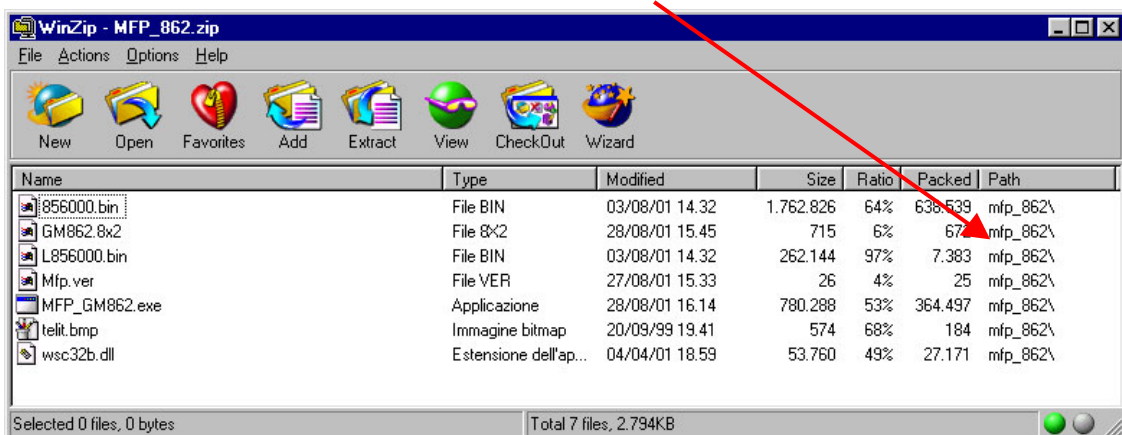 WinZip - MFP_862.zip
File Actions Options Help
New Open Favorites Add Extract View CheckOut Wizard
Name Type Modified Size Ratio Packed Path
856000.bin File BIN 03/08/01 14.32 1.762.826 64% 638.539 mfp_862\
GM862.8x2 File 8X2 28/08/01 15.45 715 6% mfp_862\
L856000.bin File BIN 03/08/01 14.32 262.144 97% 7.383 mfp_862\
Mfp.ver File VER 27/08/01 15.33 26 4% 25 mfp_862\
MFP_GM862.exe Applicazione 28/08/01 16.14 780.288 53% 364.497 mfp_862\
telit.bmp Immagine bitmap 20/09/99 19.41 574 68% 184 mfp_862\
wsc32b.dll Estensione dell'ap... 04/04/01 18.59 53.760 49% 27.171 mfp_862\
Selected 0 files, 0 bytes Total 7 files, 2.794KB